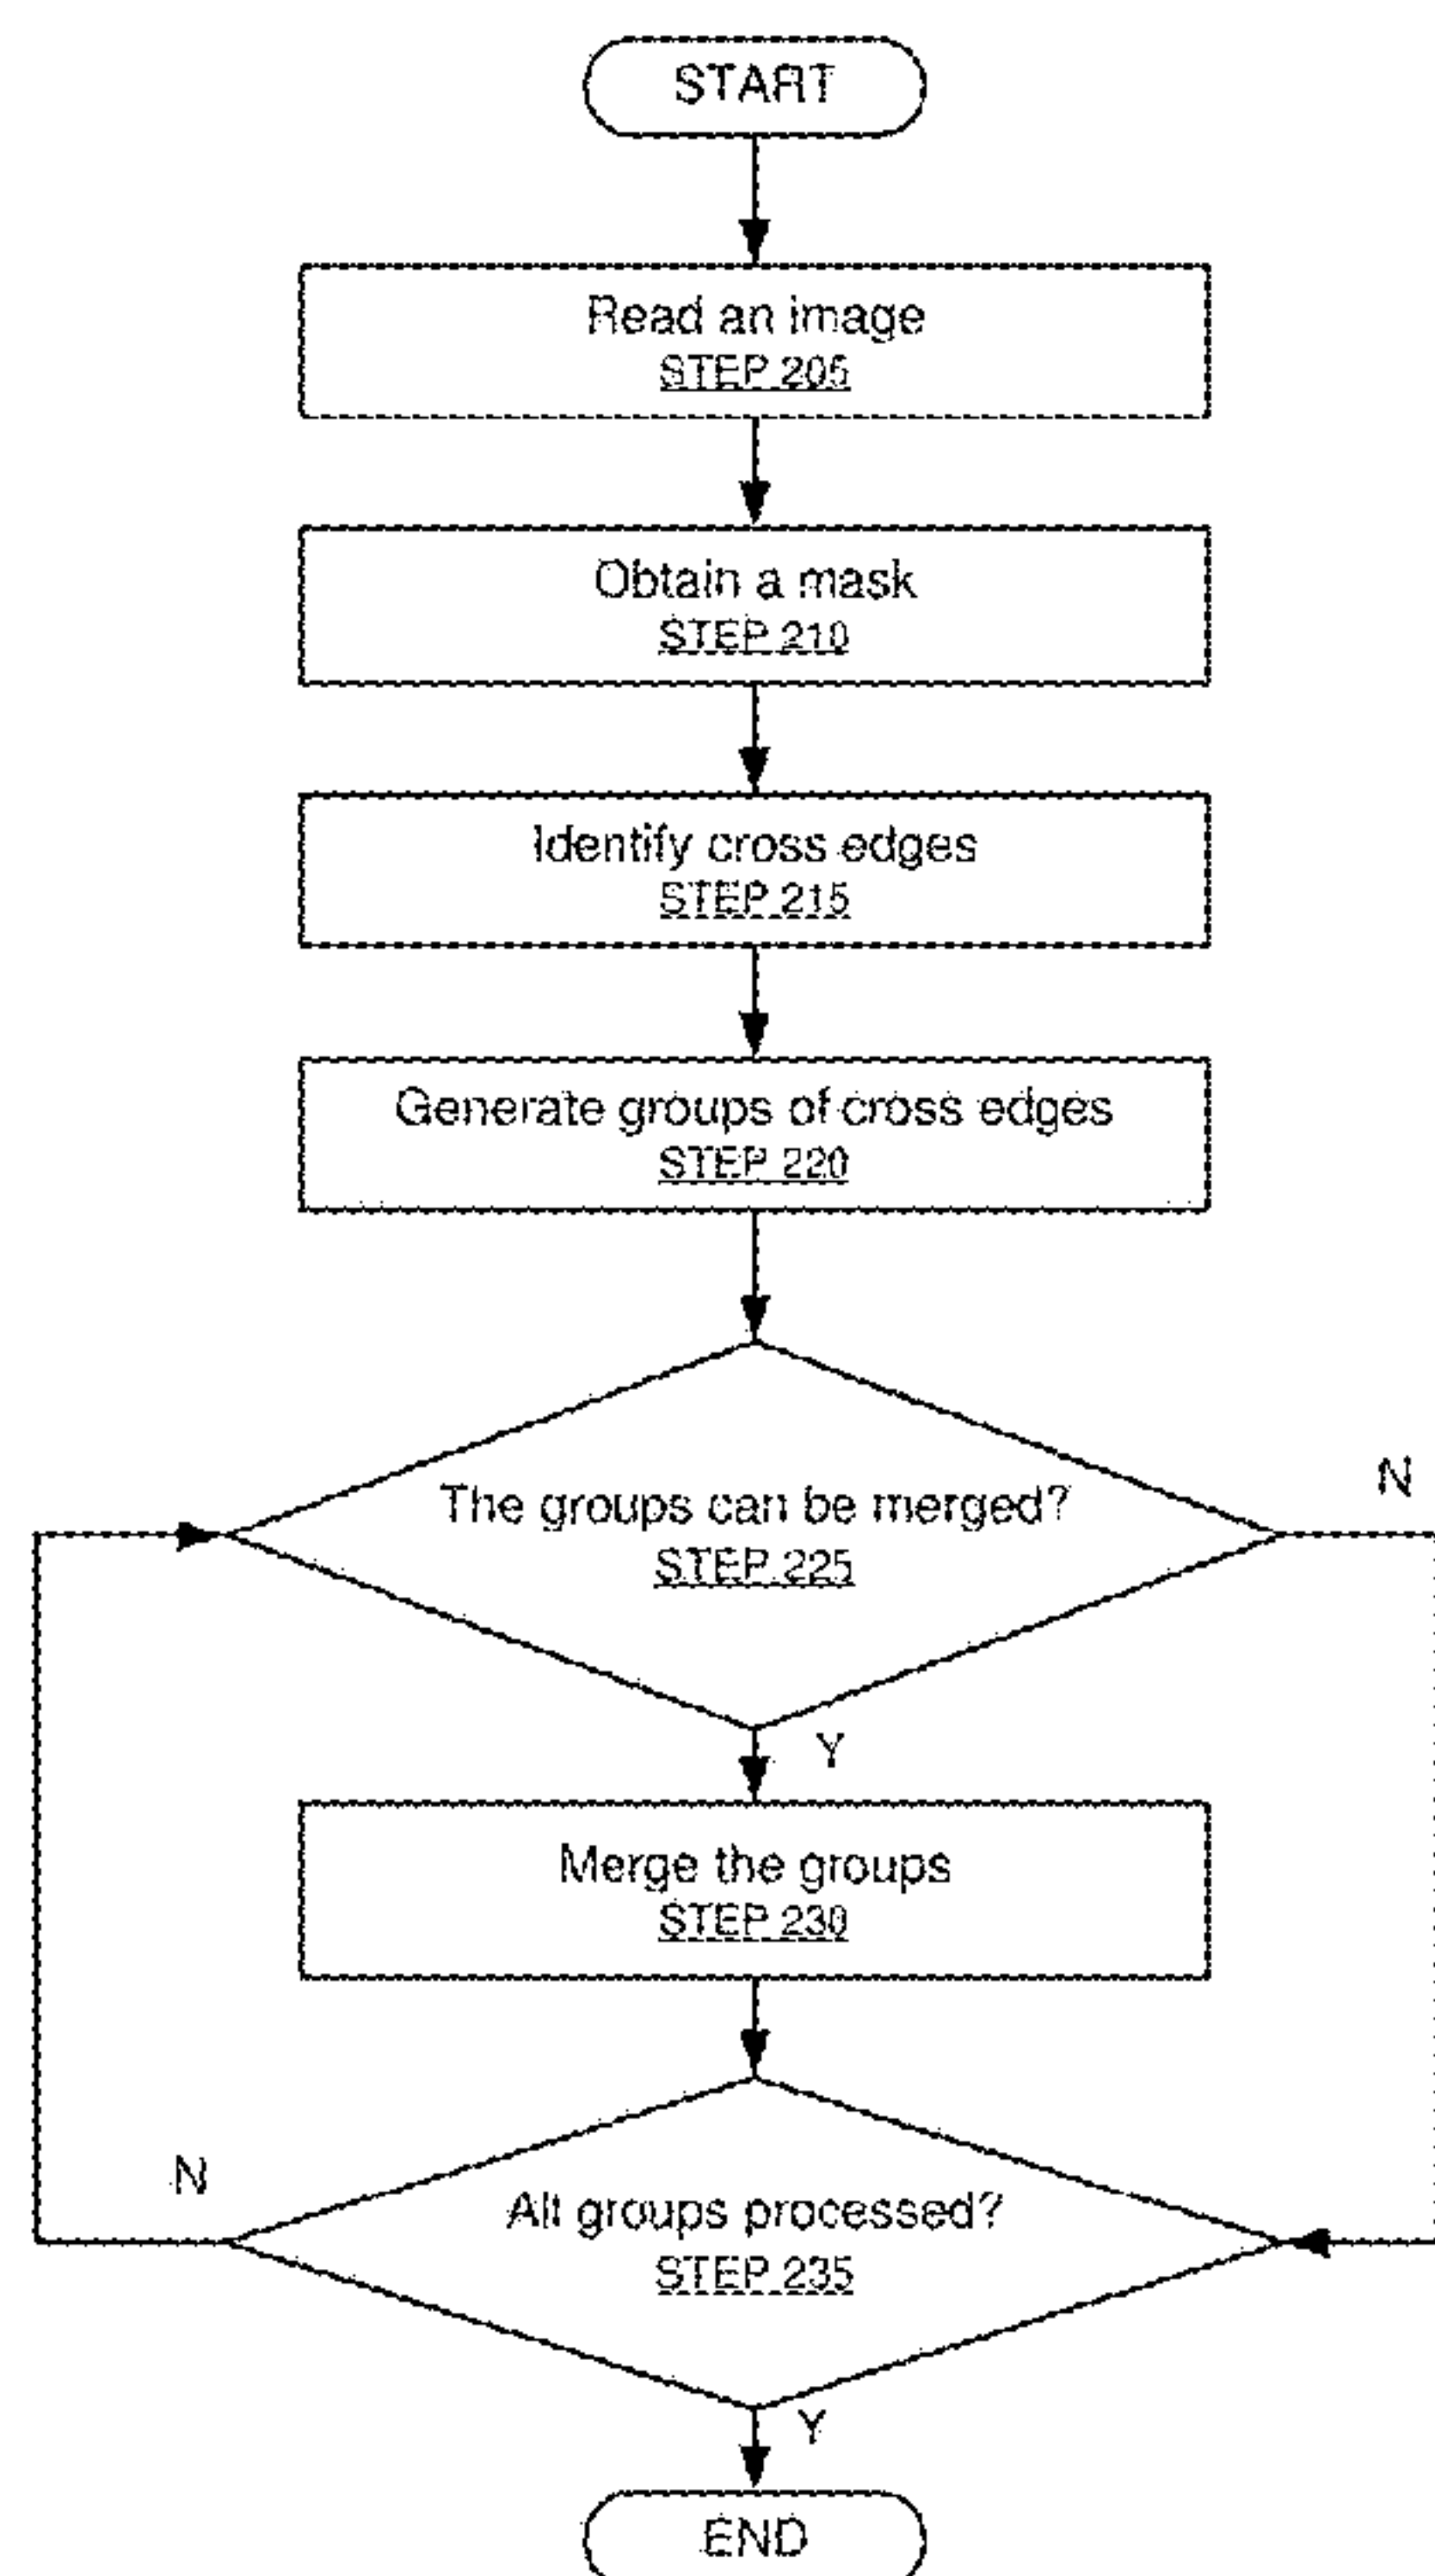 START
Read an image
STEP 205
Obtain a mask
STEP 210
Identify cross edges
STEP 215
Generate groups of cross edges
STEP 220
The groups can be merged?
STEP 225
N
Y
Merge the groups
STEP 230
N
All groups processed?
STEP 235
Y
END